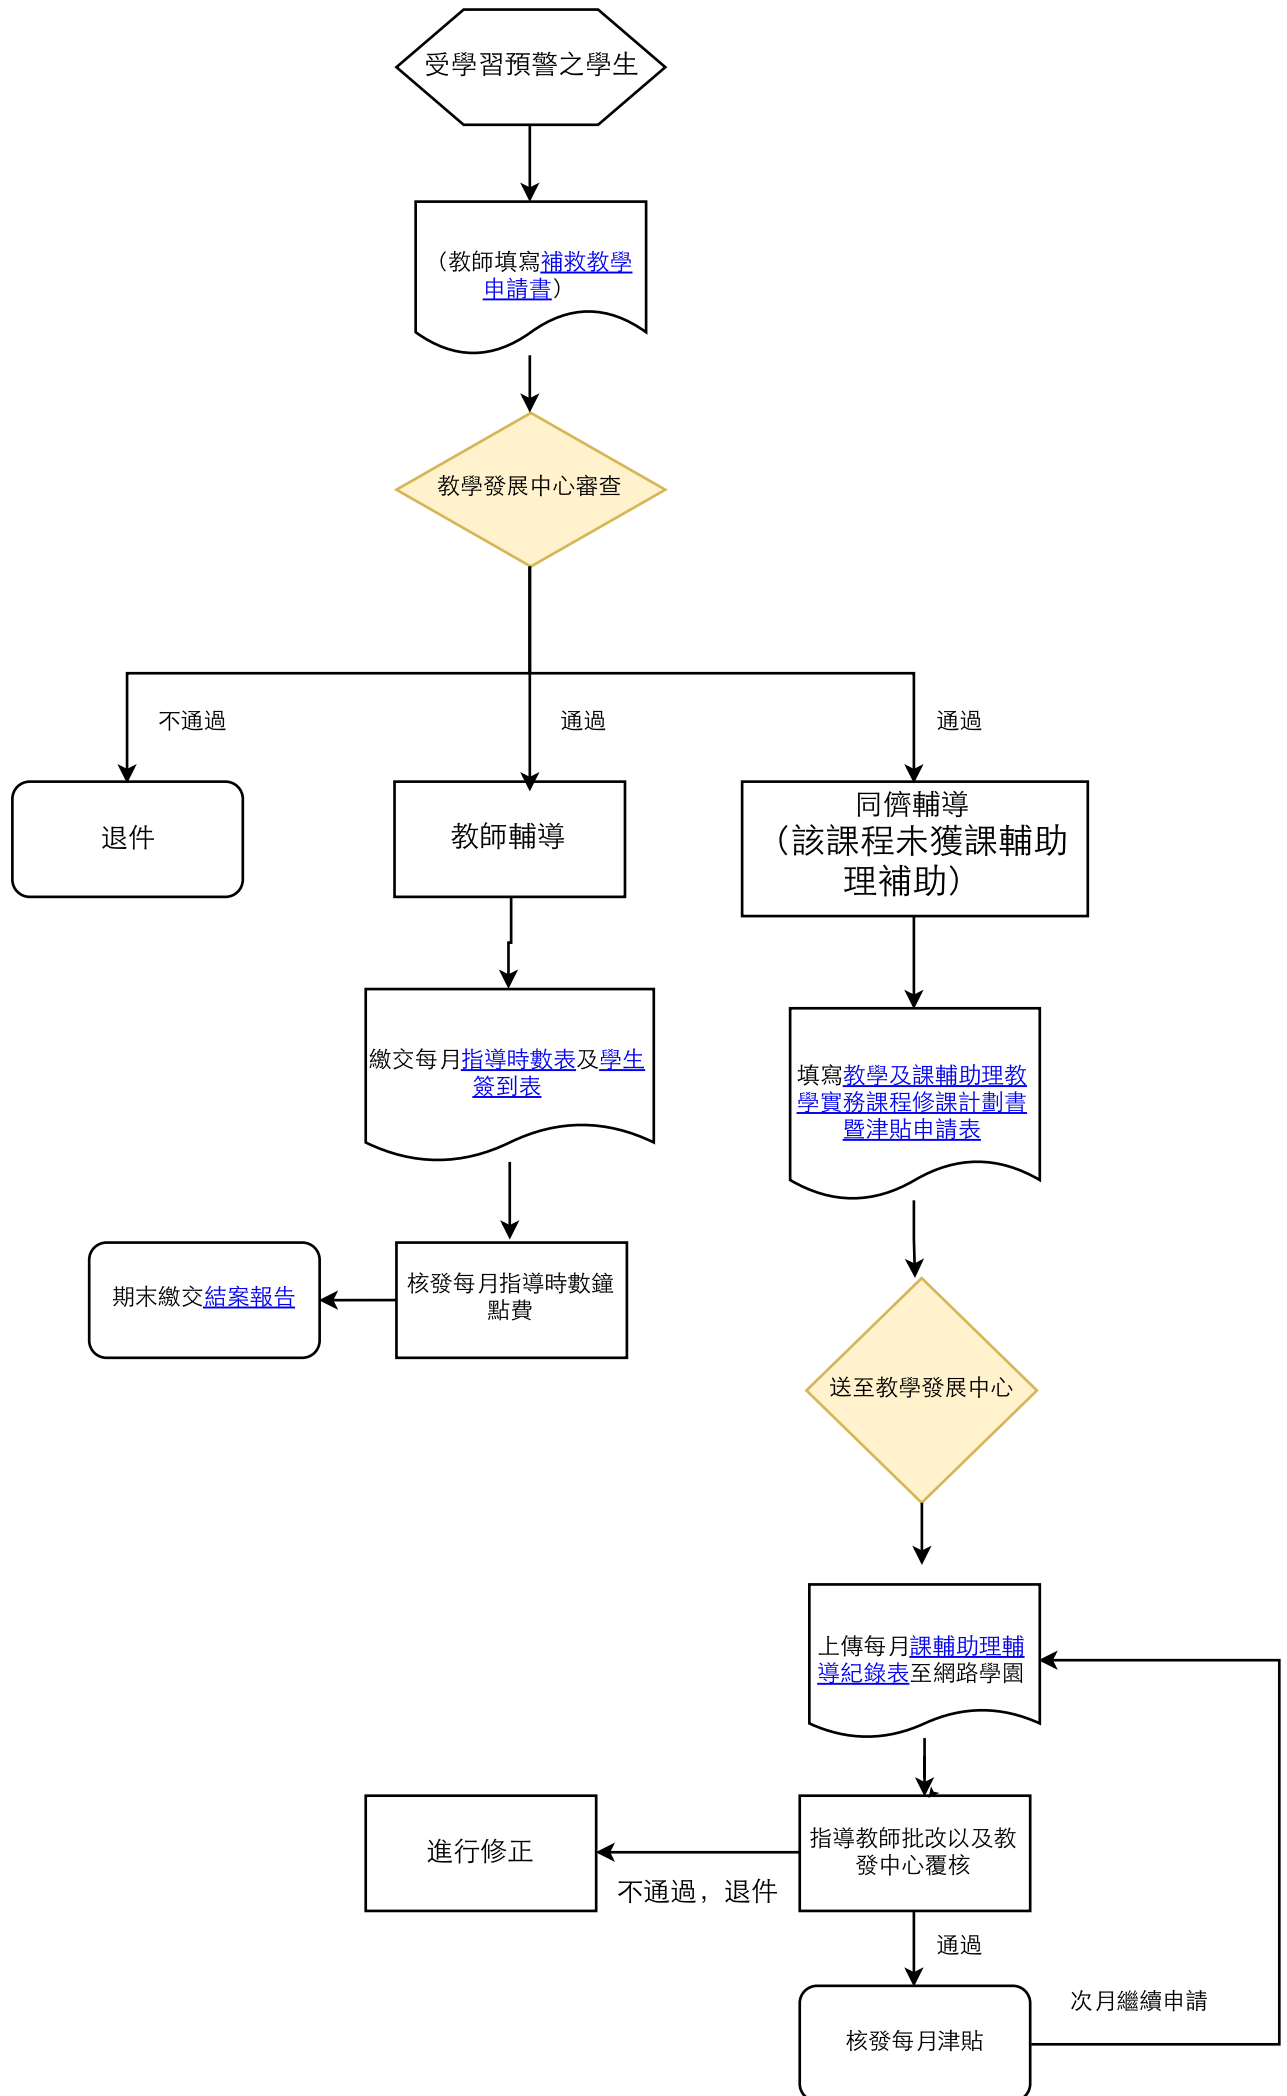 受學習預警之學生
（教師填寫補救教學
申請書）
教學發展中心審查
不通過
通過
通過
退件
教師輔導
同儕輔導
（該課程未獲課輔助
理補助）
繳交每月指導時數表及學生
簽到表
填寫教學及課輔助理教
學實務課程修課計劃書
暨津貼申請表
期末繳交結案報告
核發每月指導時數鐘
點費
送至教學發展中心
上傳每月課輔助理輔
導紀錄表至網路學園
進行修正
不通過，退件
指導教師批改以及教
發中心覆核
通過
次月繼續申請
核發每月津貼